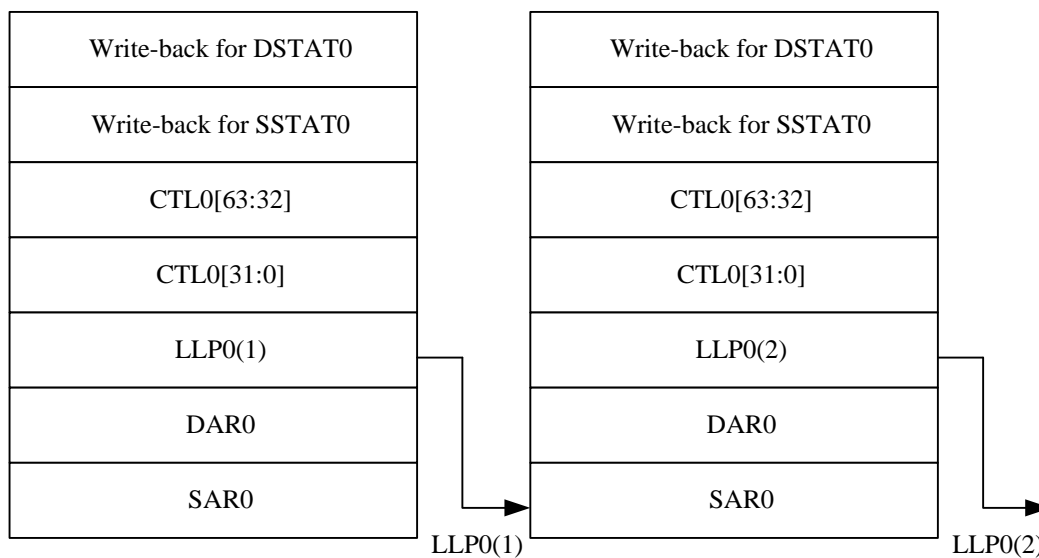 Write-back for DSTAT0
Write-back for SSTAT0
CTL0[63:32]
CTL0[31:0]
LLP0(1)
DAR0
SAR0
LLP0(1)
Write-back for DSTAT0
Write-back for SSTAT0
CTL0[63:32]
CTL0[31:0]
LLP0(2)
DAR0
SAR0
LLP0(2)